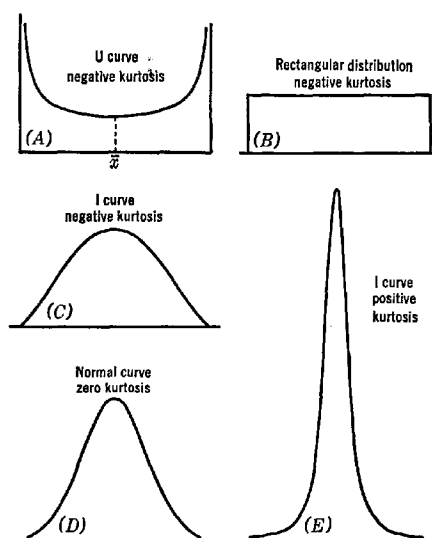 U curve
negative kurtosis
(A)
x̄
Rectangular distribution
negative kurtosis
(B)
I curve
negative kurtosis
(C)
I curve
positive
kurtosis
Normal curve
zero kurtosis
(D)
(E)